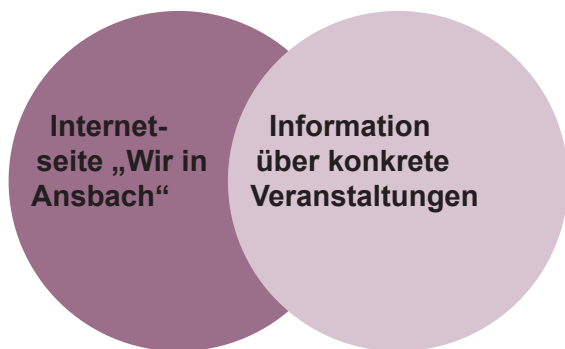 Internet-
seite „Wir in
Ansbach“
Information
über konkrete
Veranstaltungen